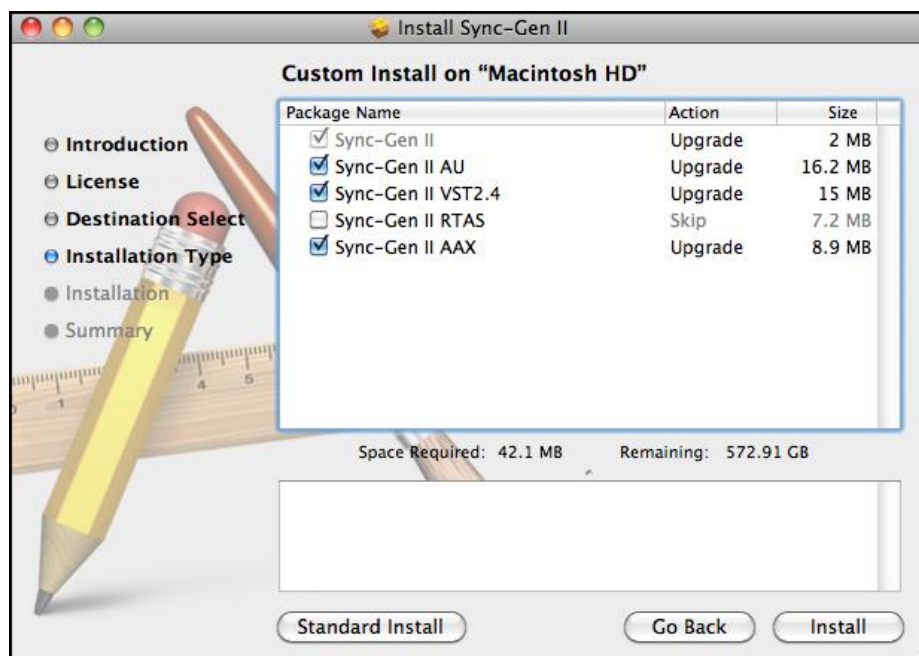 Install Sync-Gen II
Custom Install on “Macintosh HD”
Introduction
License
Destination Select
Installation Type
Installation
Summary
Package Name Action Size
Sync-Gen II Upgrade 2 MB
Sync-Gen II AU Upgrade 16.2 MB
Sync-Gen II VST2.4 Upgrade 15 MB
Sync-Gen II RTAS Skip 7.2 MB
Sync-Gen II AAX Upgrade 8.9 MB
1 4 5
Space Required: 42.1 MB Remaining: 572.91 GB
Standard Install Go Back Install